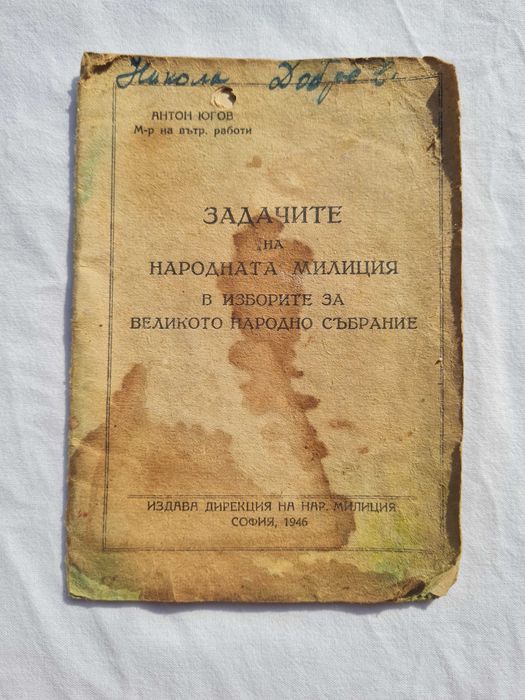 Никола Добрев.
АНТОН ЮГОВ
М-р на вътр. работи
ЗАДАЧИТЕ
НА
НАРОДНАТА МИЛИЦИЯ
В ИЗБОРИТЕ ЗА
ВЕЛИКОТО НАРОДНО СЪБРАНИЕ
ИЗДАВА ДИРЕКЦИЯ НА НАР. МИЛИЦИЯ
СОФИЯ, 1946